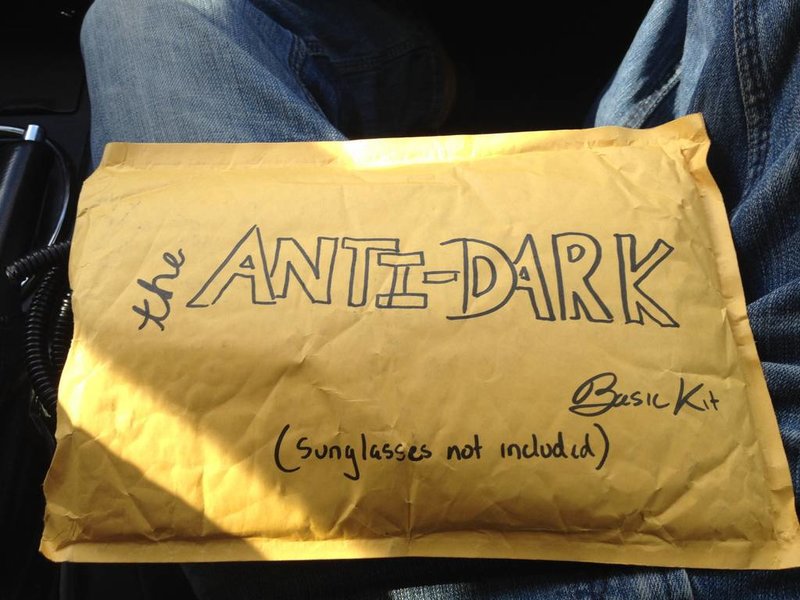 the ANTI-DARK
Basic Kit
(sunglasses not included)